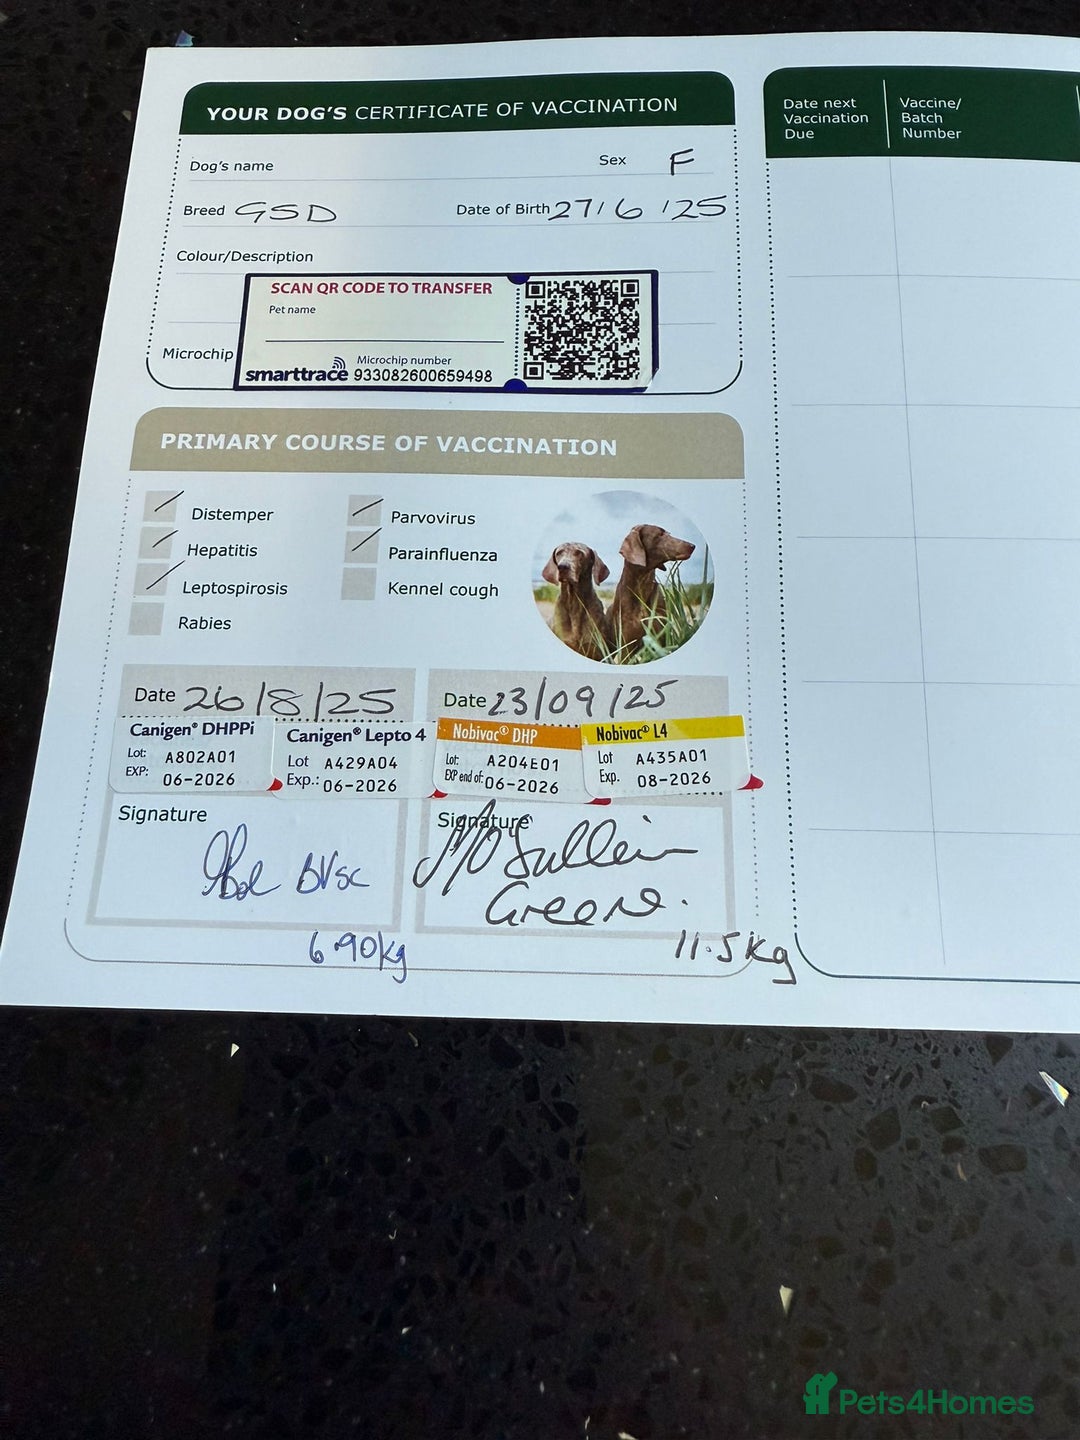 YOUR DOG'S CERTIFICATE OF VACCINATION
Dog's name
Sex F
Breed GSD
Date of Birth 27/6/25
Colour/Description
SCAN QR CODE TO TRANSFER
Pet name
Microchip
smarttrace
Microchip number
933082600659498
PRIMARY COURSE OF VACCINATION
Distemper
Parvovirus
Hepatitis
Parainfluenza
Leptospirosis
Kennel cough
Rabies
Date 26/8/25
Canigen® DHPPi
Lot: A802A01
EXP: 06-2026
Canigen® Lepto 4
Lot A429A04
Exp.: 06-2026
Signature
BVSc
6.90kg
Date 23/09/25
Nobivac® DHP
Lot: A204E01
EXP end of: 06-2026
Nobivac® L4
Lot A435A01
Exp. 08-2026
Signature
Greene.
11.5kg
Date next
Vaccination
Due
Vaccine/
Batch
Number
Pets4Homes